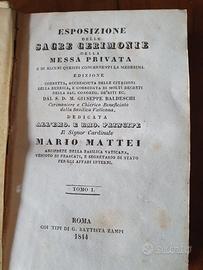 ESPOSIZIONE
DELLE
SACRE CERIMONIE
DELLA
MESSA PRIVATA
E DI ALCUNI QUESITI CONCERNENTI LA MEDESIMA
EDIZIONE
CORRETTA, ACCRESCIUTA DELLE CITAZIONI
DELLA RUBRICA, E CORREDATA DI MOLTI DECRETI
DELLA SAC. CONGREG. DE'RITI EC.
DAL S. D. M. GIUSEPPE BALDESCHI
Cerimoniere e Chierico Beneficiato
della Basilica Vaticana,
DEDICATA
ALL'EMO. E RMO. PRINCIPE
Il Signor Cardinale
MARIO MATTEI
ARCIPRETE DELLA BASILICA VATICANA,
VESCOVO DI FRASCATI, E SEGRETARIO DI STATO
PER GLI AFFARI INTERNI.
TOMO I.
ROMA
COI TIPI DI G. BATTISTA ZAMPI
1844
subito